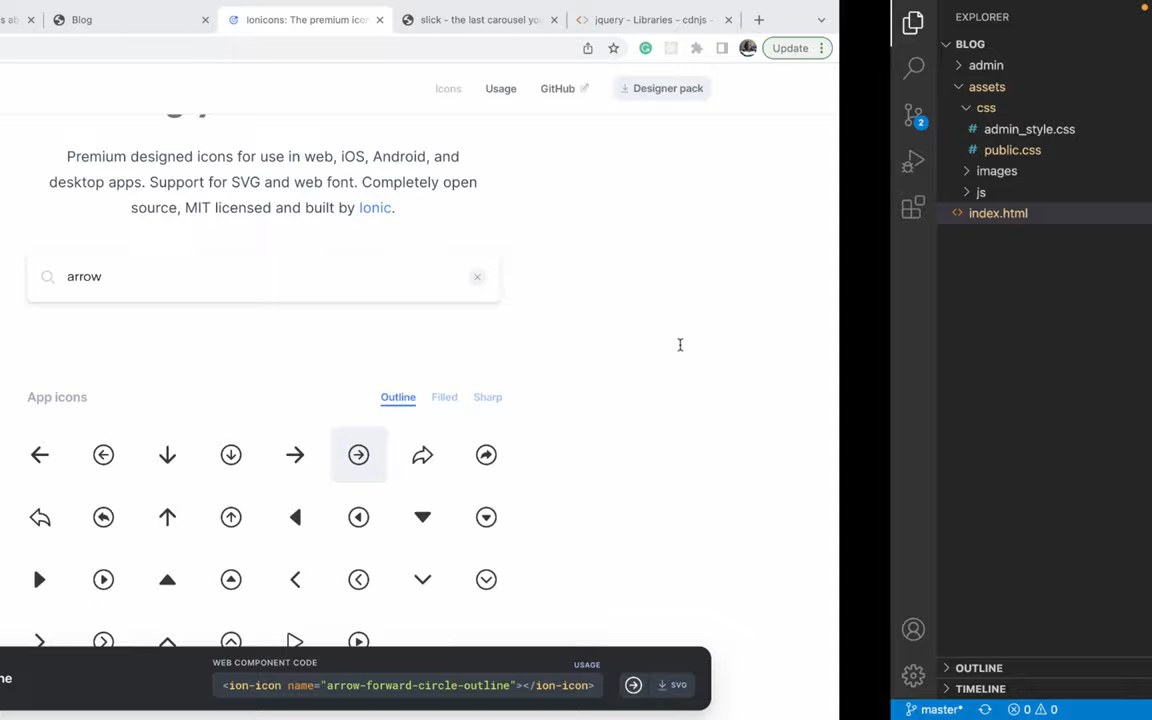 s ab
Blog
Ionicons: The premium icon
slick - the last carousel you
jquery - Libraries - cdnjs -
Update
Icons
Usage
GitHub
Designer pack
Premium designed icons for use in web, iOS, Android, and
desktop apps. Support for SVG and web font. Completely open
source, MIT licensed and built by Ionic.
arrow
App icons
Outline
Filled
Sharp
ne
WEB COMPONENT CODE
USAGE
<ion-icon name="arrow-forward-circle-outline"></ion-icon>
SVG
EXPLORER
BLOG
admin
assets
css
# admin_style.css
# public.css
images
js
<> index.html
2
OUTLINE
TIMELINE
master*
0
0